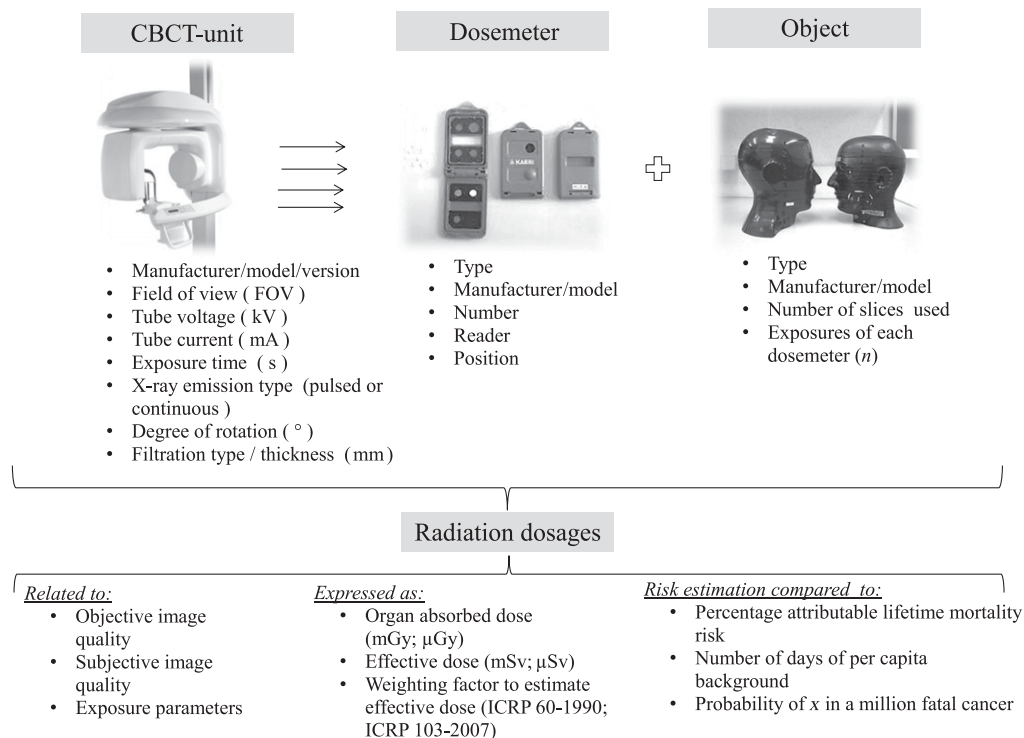 CBCT-unit
Dosemeter
Object
KARRI
• Manufacturer/model/version
• Field of view ( FOV )
• Tube voltage ( kV )
• Tube current ( mA )
• Exposure time ( s )
• X-ray emission type (pulsed or
continuous )
• Degree of rotation ( ° )
• Filtration type / thickness (mm)
• Type
• Manufacturer/model
• Number
• Reader
• Position
• Type
• Manufacturer/model
• Number of slices used
• Exposures of each
dosemeter (n)
Radiation dosages
Related to:
• Objective image
quality
• Subjective image
quality
• Exposure parameters
Expressed as:
• Organ absorbed dose
(mGy; µGy)
• Effective dose (mSv; µSv)
• Weighting factor to estimate
effective dose (ICRP 60-1990;
ICRP 103-2007)
Risk estimation compared to:
• Percentage attributable lifetime mortality
risk
• Number of days of per capita
background
• Probability of x in a million fatal cancer